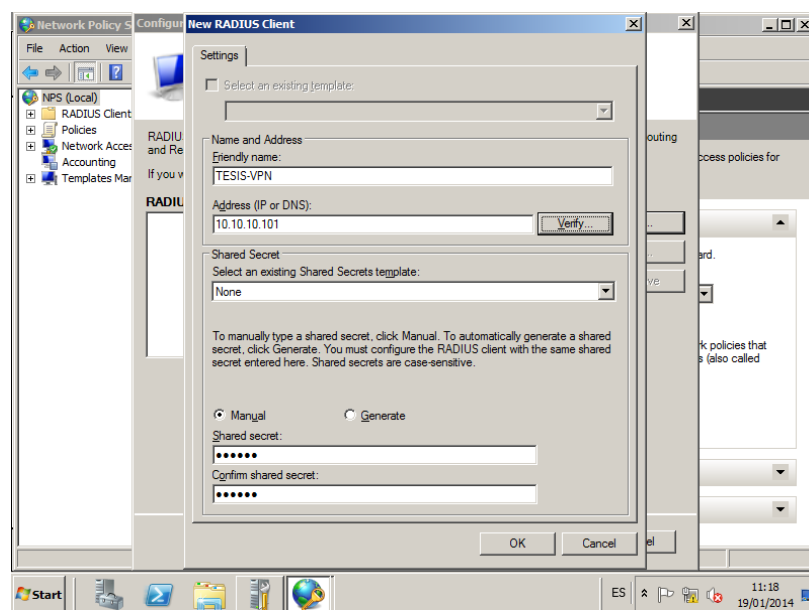 Network Policy S
Configur
New RADIUS Client
File Action View
Settings
Select an existing template:
NPS (Local)
RADIUS Client
Policies
Network Acces
Accounting
Templates Mar
RADIU
and Re
If you w
RADIU
Name and Address
Friendly name:
TESIS-VPN
Address (IP or DNS):
10.10.10.101
Verify...
Shared Secret
Select an existing Shared Secrets template:
None
To manually type a shared secret, click Manual. To automatically generate a shared
secret, click Generate. You must configure the RADIUS client with the same shared
secret entered here. Shared secrets are case-sensitive.
Manual
Generate
Shared secret:
••••••
Confirm shared secret:
••••••
OK
Cancel
outing
ccess policies for
...
ard.
..
ve
rk policies that
s (also called
el
Start
ES
11:18
19/01/2014